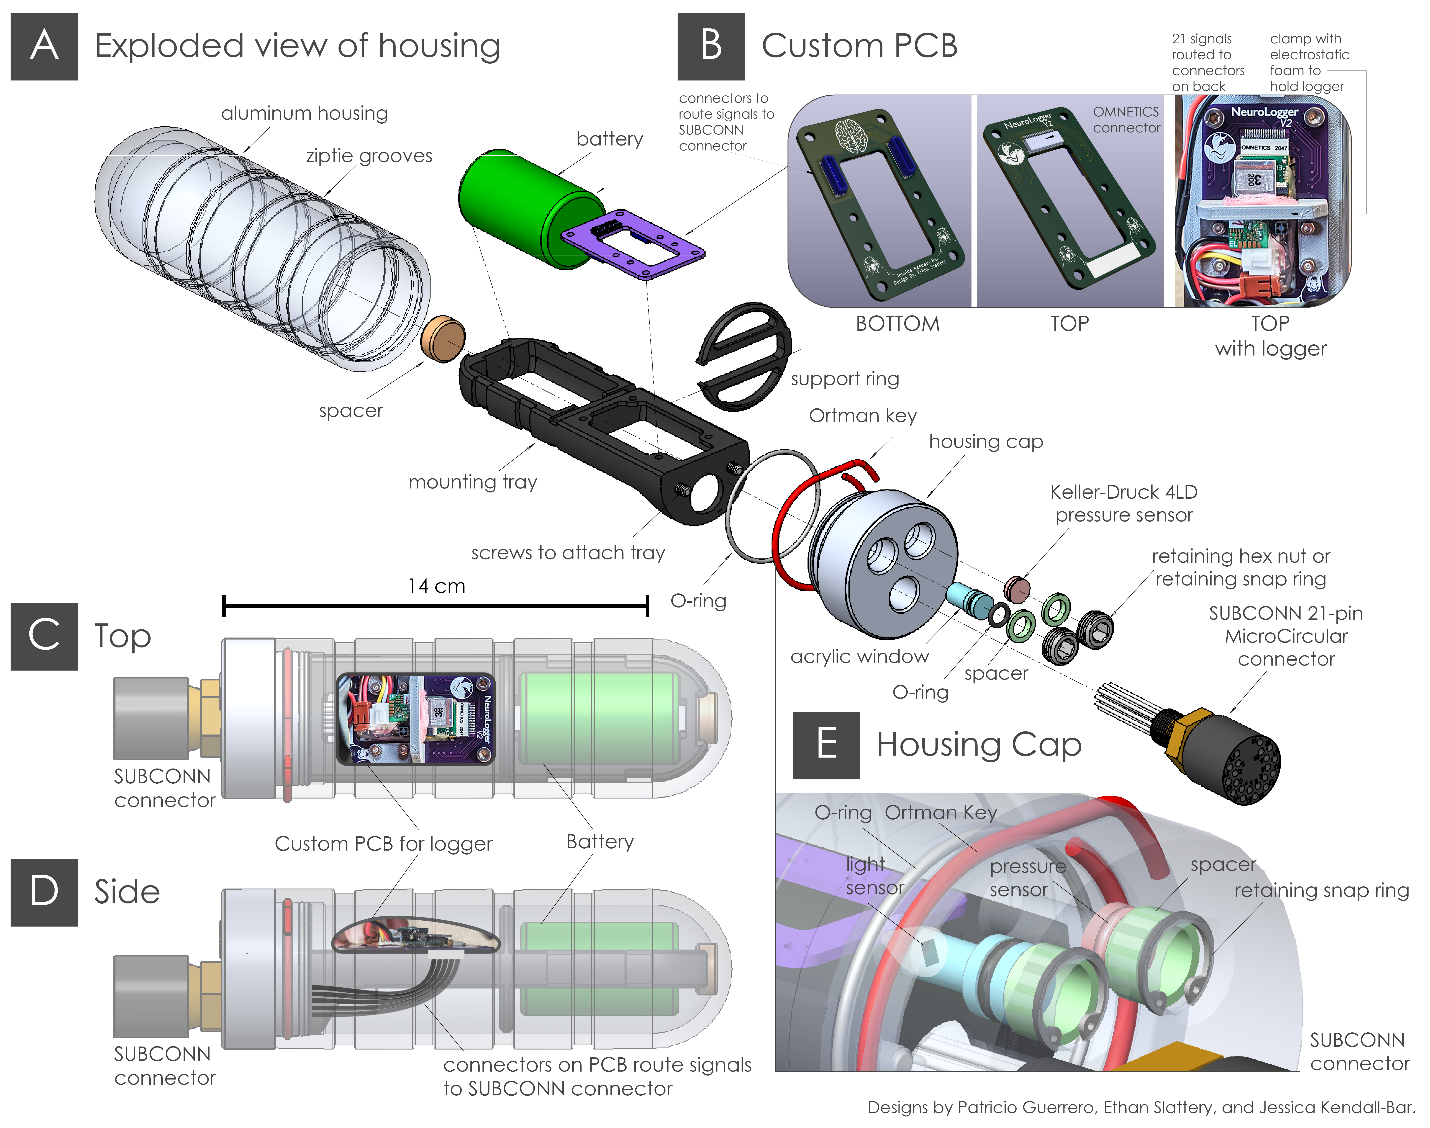 A Exploded view of housing
aluminum housing
ziptie grooves
battery
spacer
mounting tray
support ring
Ortman key
housing cap
screws to attach tray
O-ring
Keller-Druck 4LD
pressure sensor
retaining hex nut or
retaining snap ring
SUBCONN 21-pin
MicroCircular
connector
acrylic window
O-ring
spacer
B Custom PCB
connectors to
route signals to
SUBCONN
connector
21 signals
routed to
connectors
on back
clamp with
electrostatic
foam to
hold logger
NeuroLogger
V2
OMNETICS
connector
NeuroLogger
V2
OMNETICS 2047
BOTTOM
TOP
TOP
with logger
14 cm
C Top
NeuroLogger
V2
SUBCONN
connector
Custom PCB for logger
Battery
D Side
SUBCONN
connector
connectors on PCB route signals
to SUBCONN connector
E Housing Cap
O-ring
Ortman Key
light
sensor
pressure
sensor
spacer
retaining snap ring
SUBCONN
connector
Designs by Patricio Guerrero, Ethan Slattery, and Jessica Kendall-Bar.